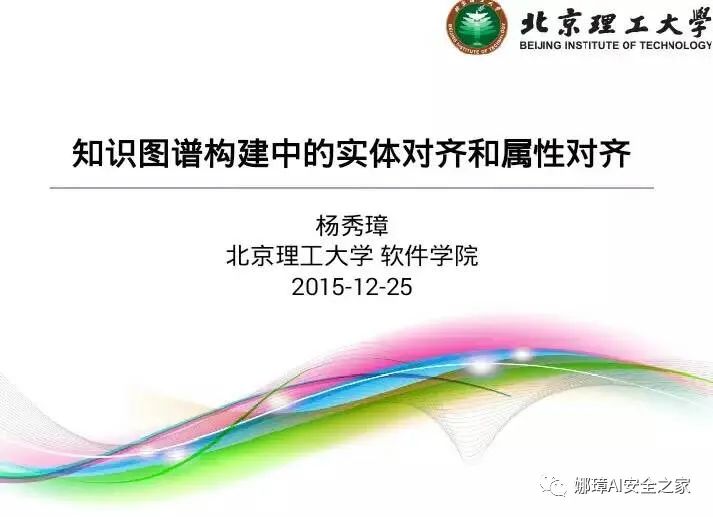 北京理工大学
BEIJING INSTITUTE OF TECHNOLOGY
知识图谱构建中的实体对齐和属性对齐
杨秀璋
北京理工大学 软件学院
2015-12-25
娜璋AI安全之家